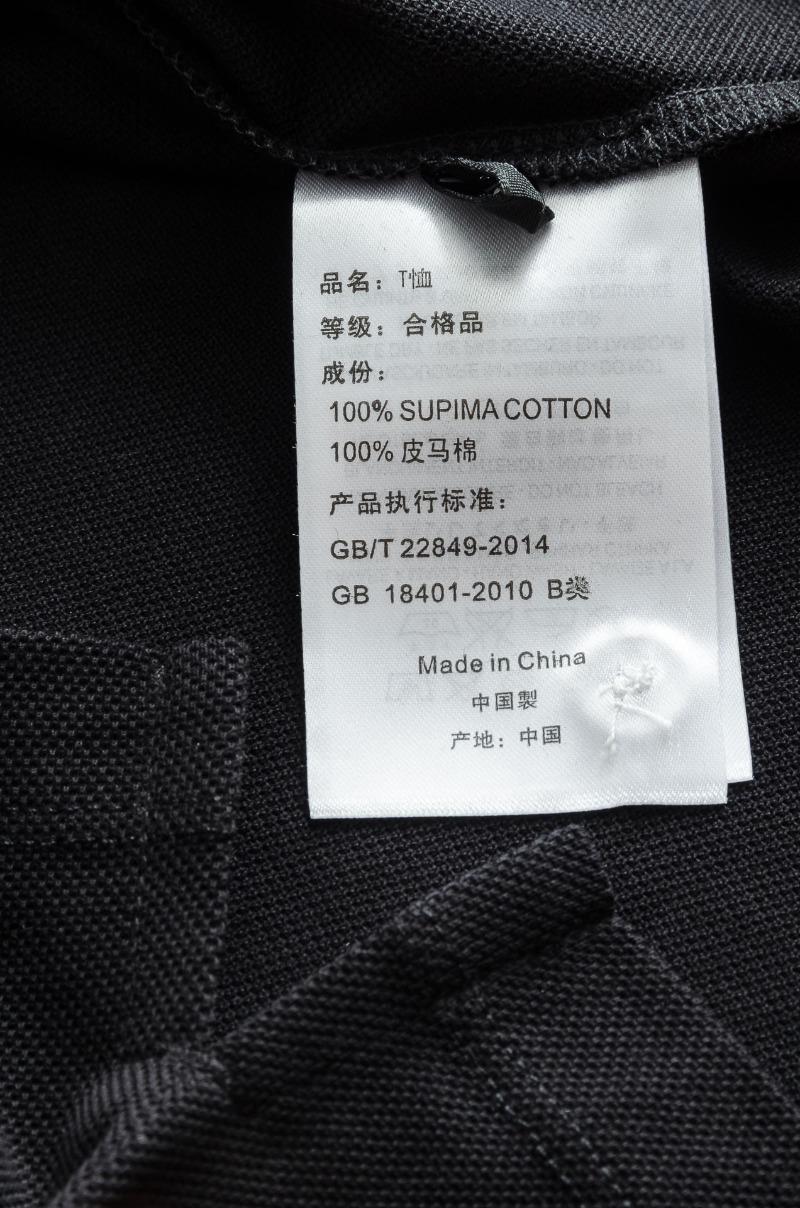 品名：T恤
等级：合格品
成份：
100% SUPIMA COTTON
100% 皮马棉
产品执行标准：
GB/T 22849-2014
GB 18401-2010 B类
Made in China
中国製
产地：中国